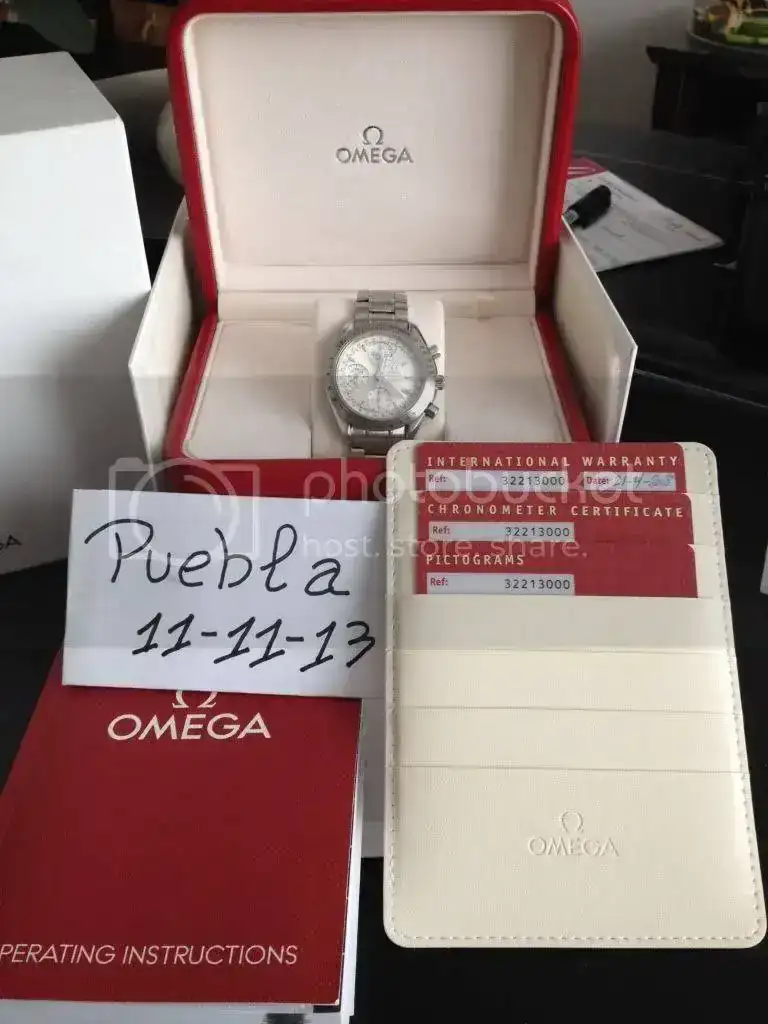 OMEGA
INTERNATIONAL WARRANTY
Ref: 32213000 Date:
CHRONOMETER CERTIFICATE
Ref: 32213000
PICTOGRAMS
Ref: 32213000
photobucket
host. store. share.
Puebla
11-11-13
OMEGA
PERATING INSTRUCTIONS
OMEGA